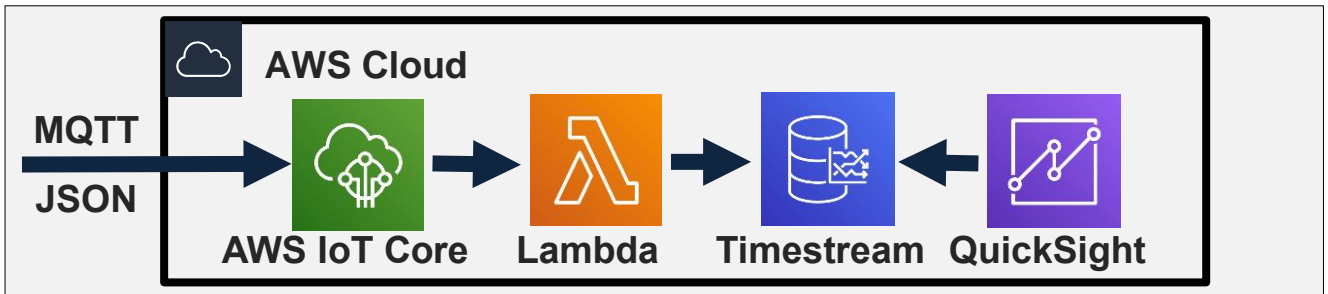 AWS Cloud
MQTT
JSON
AWS IoT Core
Lambda
Timestream
QuickSight